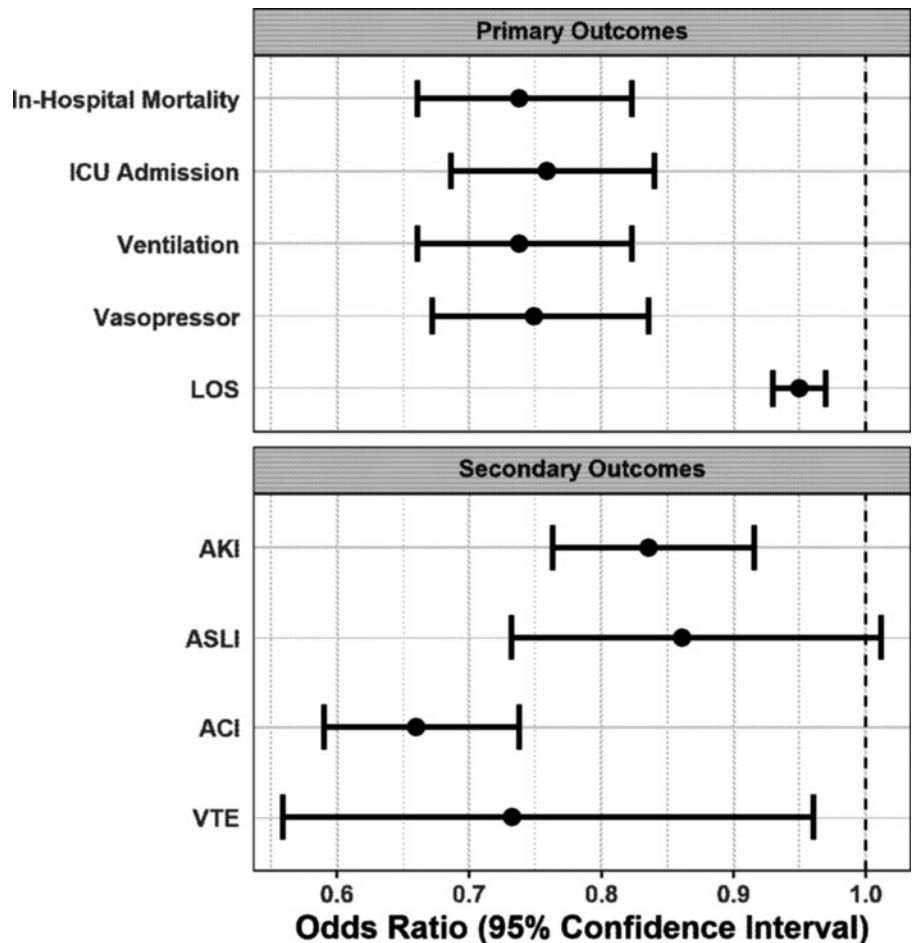 Primary Outcomes
In-Hospital Mortality
ICU Admission
Ventilation
Vasopressor
LOS
Secondary Outcomes
AKI
ASLI
ACI
VTE
0.6 0.7 0.8 0.9 1.0
Odds Ratio (95% Confidence Interval)